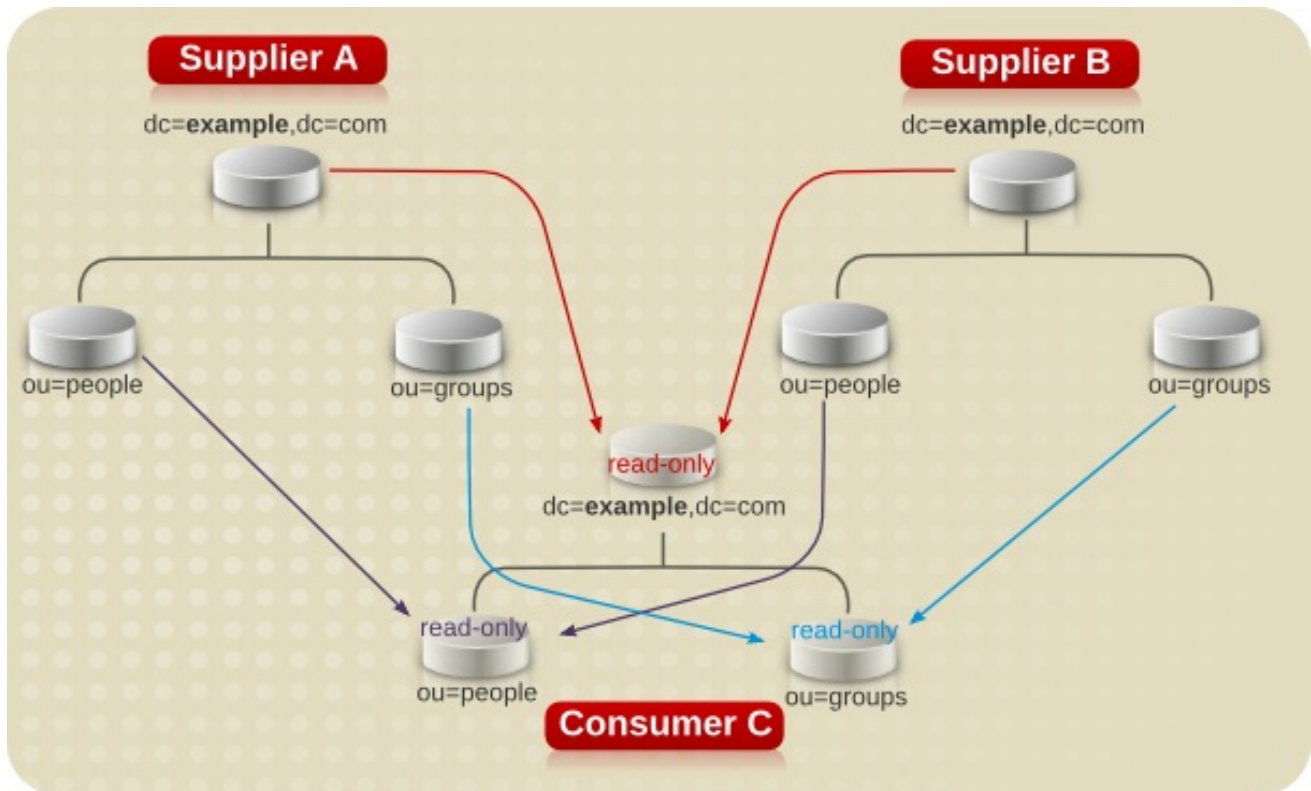 Supplier A
Supplier B
dc=example,dc=com
dc=example,dc=com
ou=people
ou=groups
ou=people
ou=groups
read-only
dc=example,dc=com
read-only
read-only
ou=people
ou=groups
Consumer C